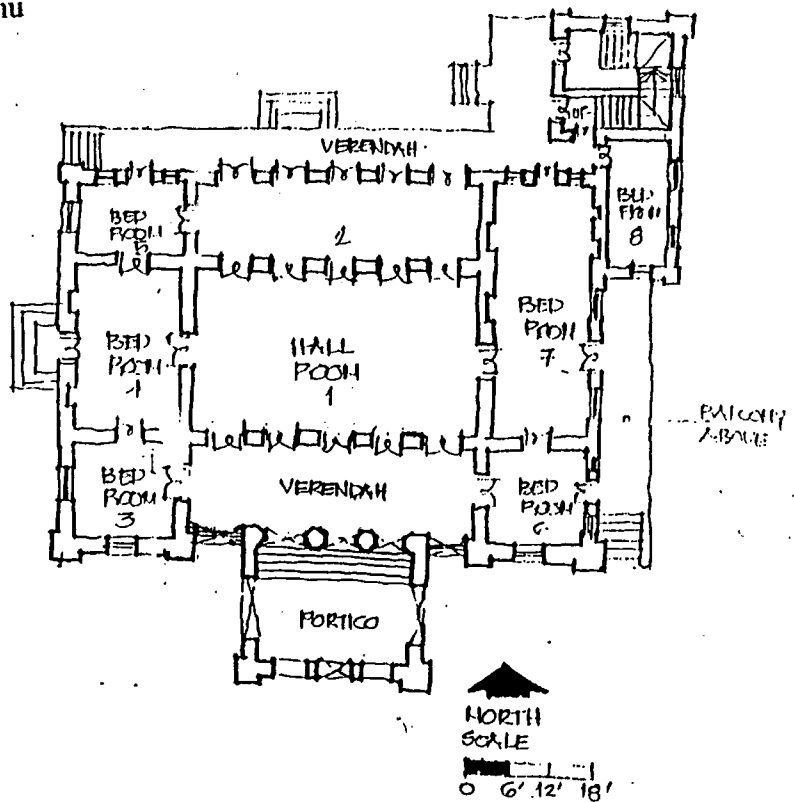 nu
VERENDAH
BED
ROOM
5
2
BED
ROOM
8
HALL
ROOM
1
BED
ROOM
4
BED
ROOM
7
BALCONY
ABOVE
BED
ROOM
3
VERENDAH
BED
ROOM
6
PORTICO
NORTH
SCALE
0 6' 12' 18'